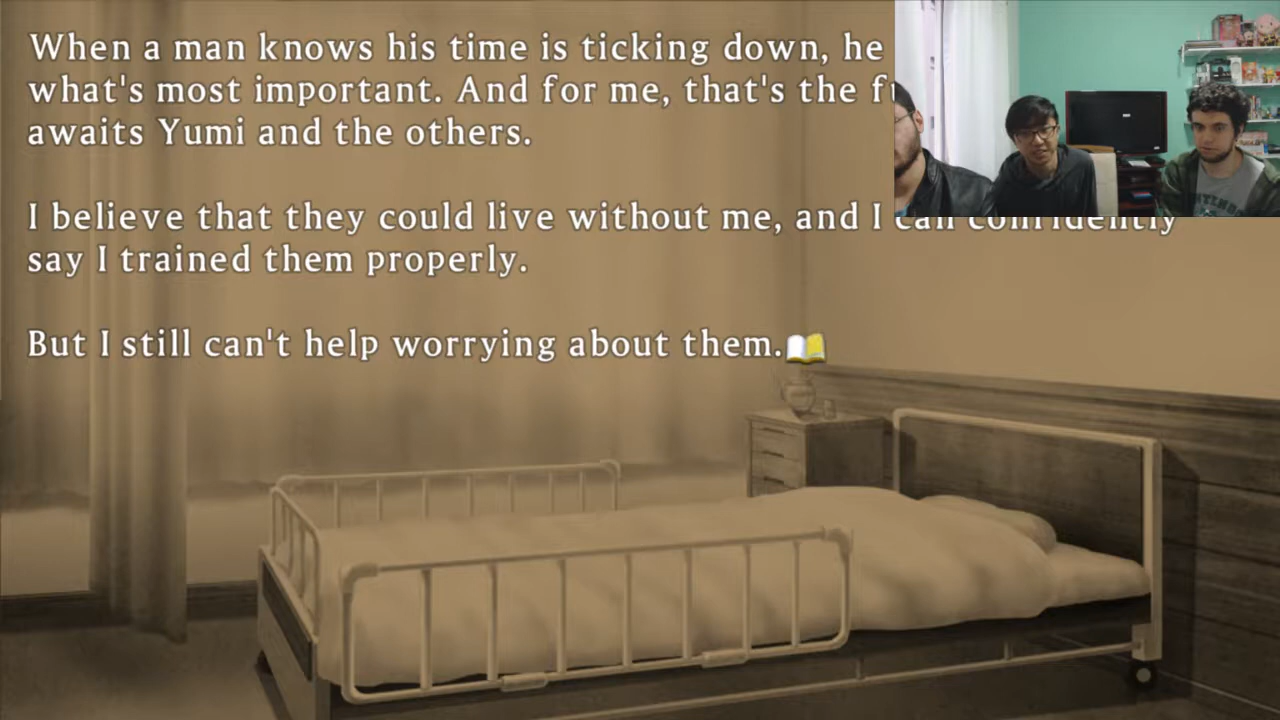 When a man knows his time is ticking down, he
what's most important. And for me, that's the
awaits Yumi and the others.
I believe that they could live without me, and I can confidently
say I trained them properly.
But I still can't help worrying about them.